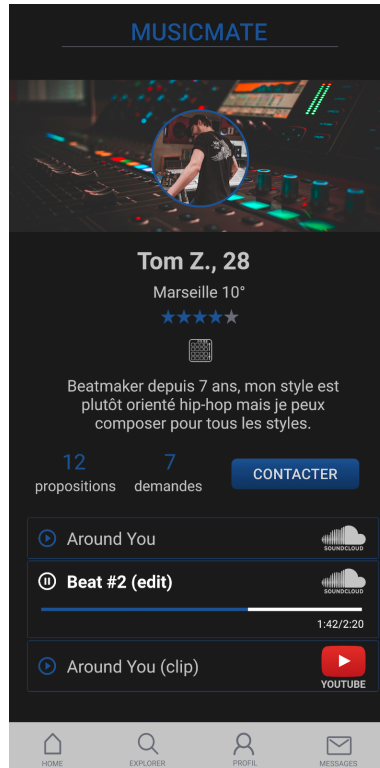 MUSICMATE
Tom Z., 28
Marseille 10°
Beatmaker depuis 7 ans, mon style est
plutôt orienté hip-hop mais je peux
composer pour tous les styles.
12
propositions
7
demandes
CONTACTER
Around You
SOUNDCLOUD
Beat #2 (edit)
SOUNDCLOUD
1:42/2:20
Around You (clip)
YOUTUBE
HOME
EXPLORER
PROFIL
MESSAGES